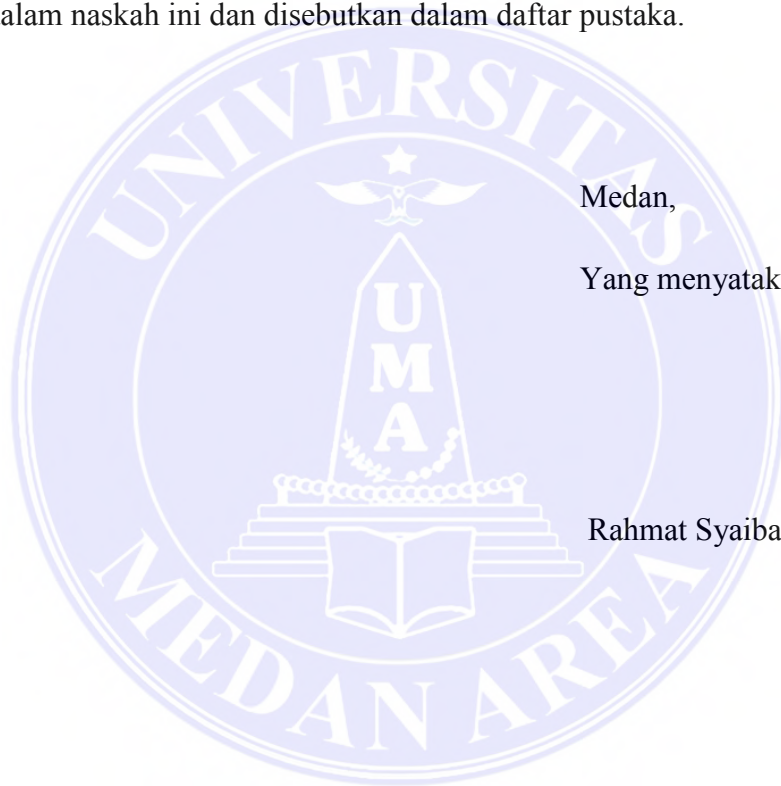 alam naskah ini dan disebutkan dalam daftar pustaka.
UNIVERSITAS
Medan,
Yang menyatak
U
M
A
Rahmat Syaiba
MEDAN AREA